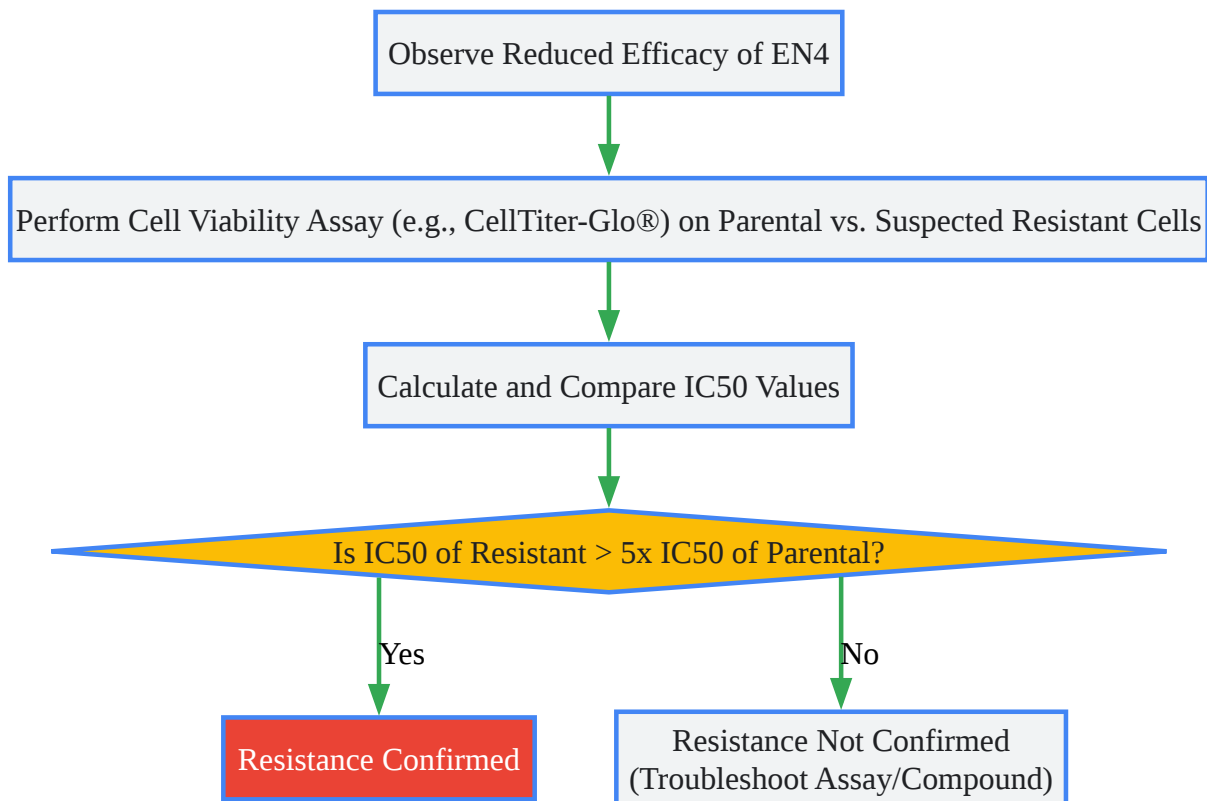 Observe Reduced Efficacy of EN4
Perform Cell Viability Assay (e.g., CellTiter-Glo®) on Parental vs. Suspected Resistant Cells
Calculate and Compare IC50 Values
Is IC50 of Resistant > 5x IC50 of Parental?
Yes
No
Resistance Confirmed
Resistance Not Confirmed
(Troubleshoot Assay/Compound)